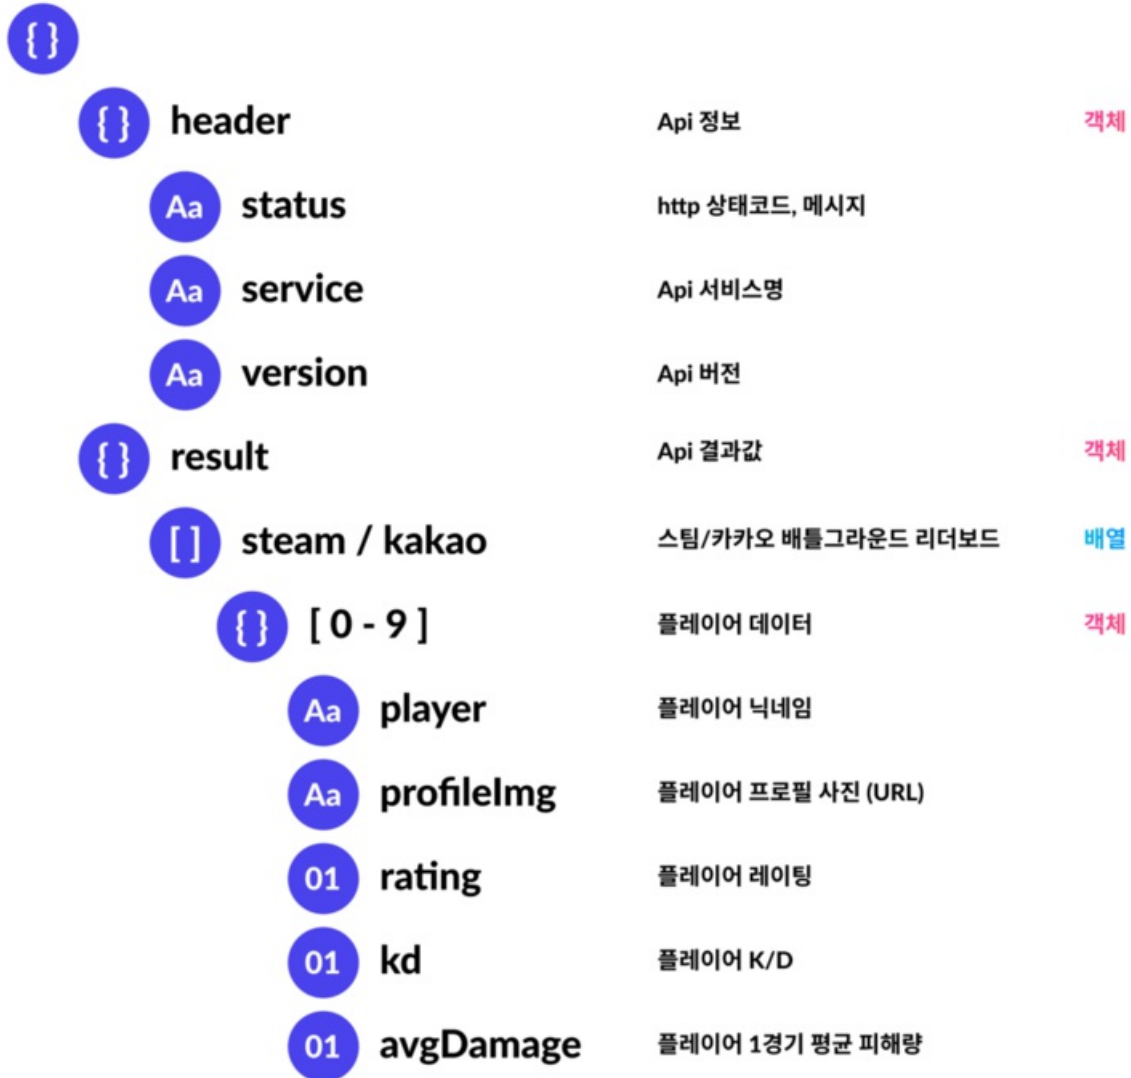 { }
{ } header Api 정보 객체
Aa status http 상태코드, 메시지
Aa service Api 서비스명
Aa version Api 버전
{ } result Api 결과값 객체
[ ] steam / kakao 스팀/카카오 배틀그라운드 리더보드 배열
{ } [ 0 - 9 ] 플레이어 데이터 객체
Aa player 플레이어 닉네임
Aa profileImg 플레이어 프로필 사진 (URL)
01 rating 플레이어 레이팅
01 kd 플레이어 K/D
01 avgDamage 플레이어 1경기 평균 피해량